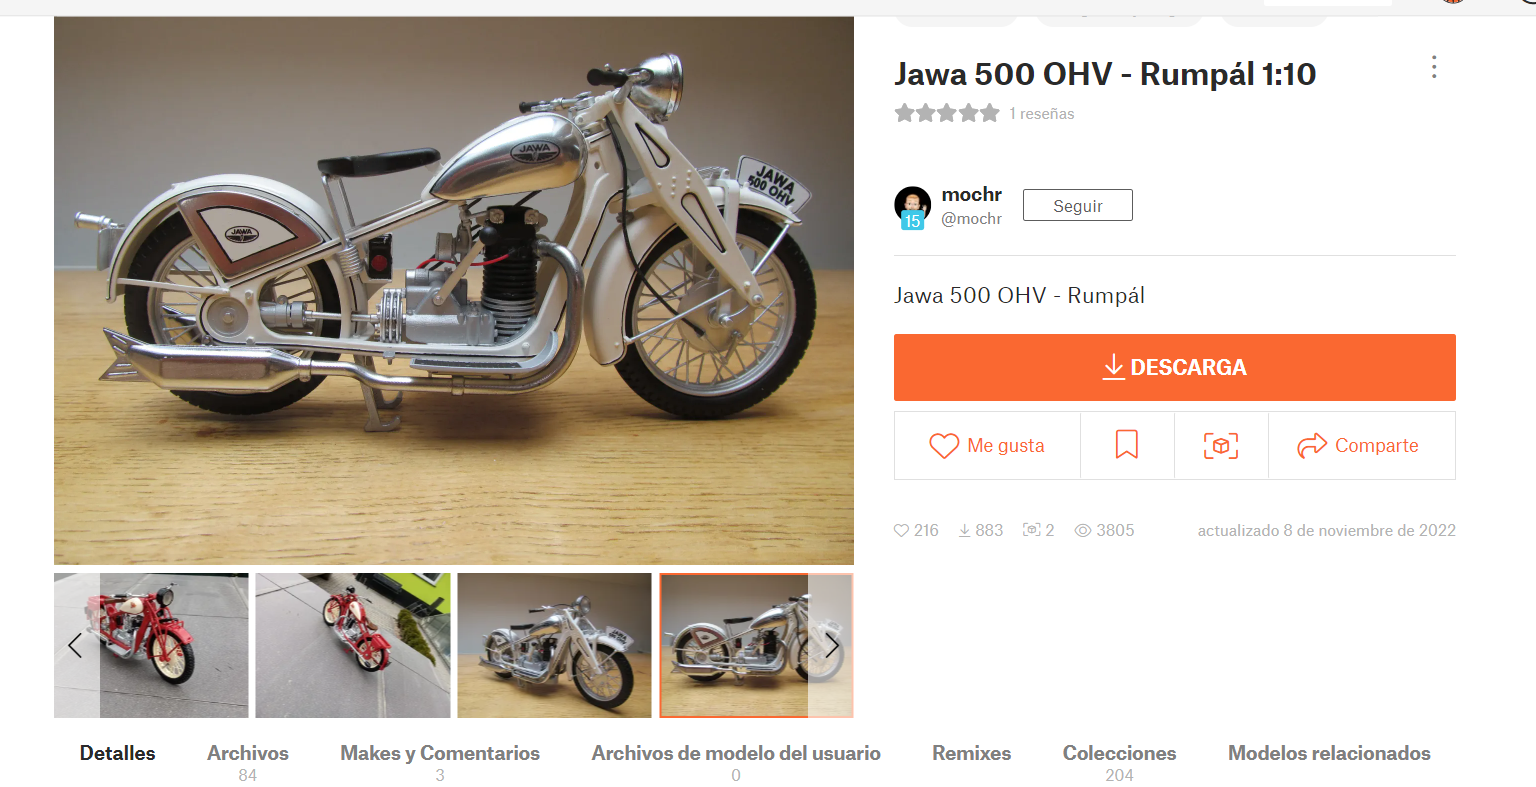 Jawa 500 OHV - Rumpál 1:10
1 reseñas
mochr
15
@mochr
Seguir
Jawa 500 OHV - Rumpál
DESCARGA
Me gusta
Comparte
216
883
2
3805
actualizado 8 de noviembre de 2022
JAWA
JAWA
500 OHV
JAWA
Detalles
Archivos
84
Makes y Comentarios
3
Archivos de modelo del usuario
0
Remixes
Colecciones
204
Modelos relacionados